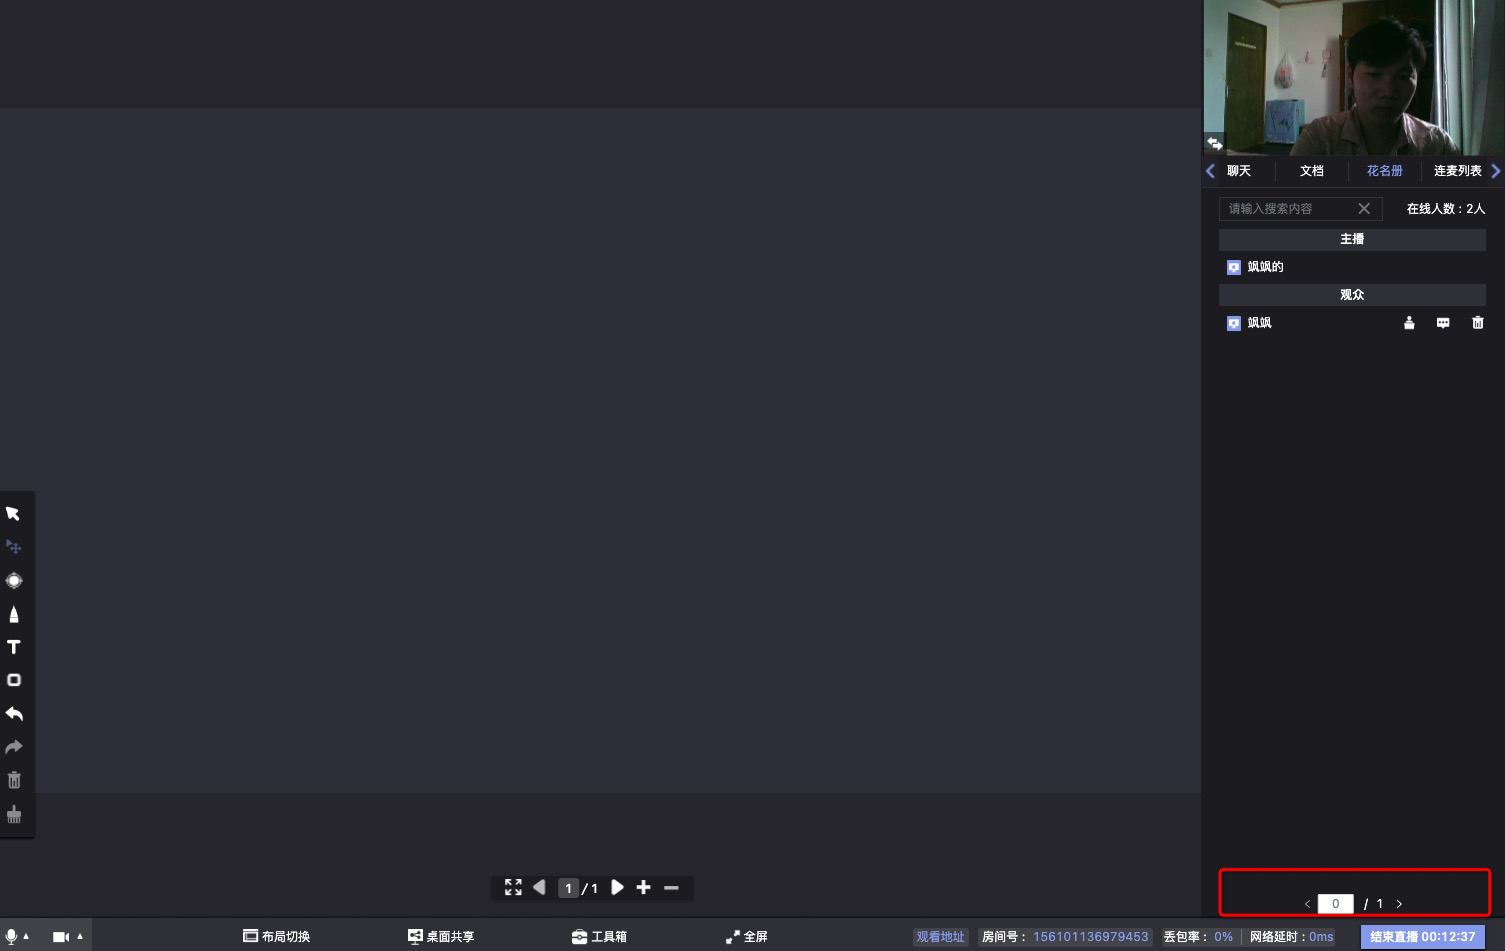 聊天 文档 花名册 连麦列表
请输入搜索内容 在线人数：2人
主播
飒飒的
观众
飒飒
T
1 / 1
0 / 1
布局切换 桌面共享 工具箱 全屏 观看地址 房间号： 156101136979453 丢包率： 0% 网络延时：0ms 结束直播 00:12:37